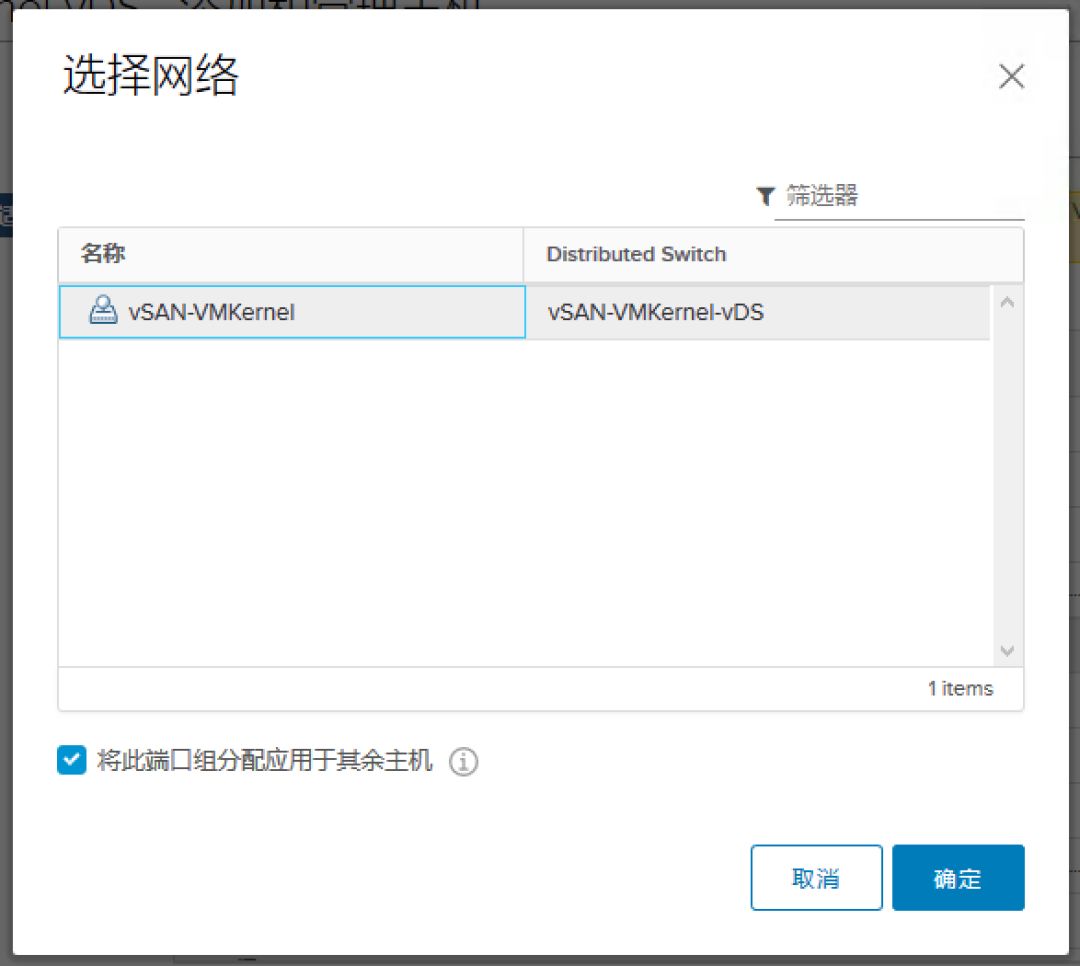 选择网络
筛选器
名称 Distributed Switch
vSAN-VMKernel vSAN-VMKernel-vDS
1 items
将此端口组分配应用于其余主机
取消 确定